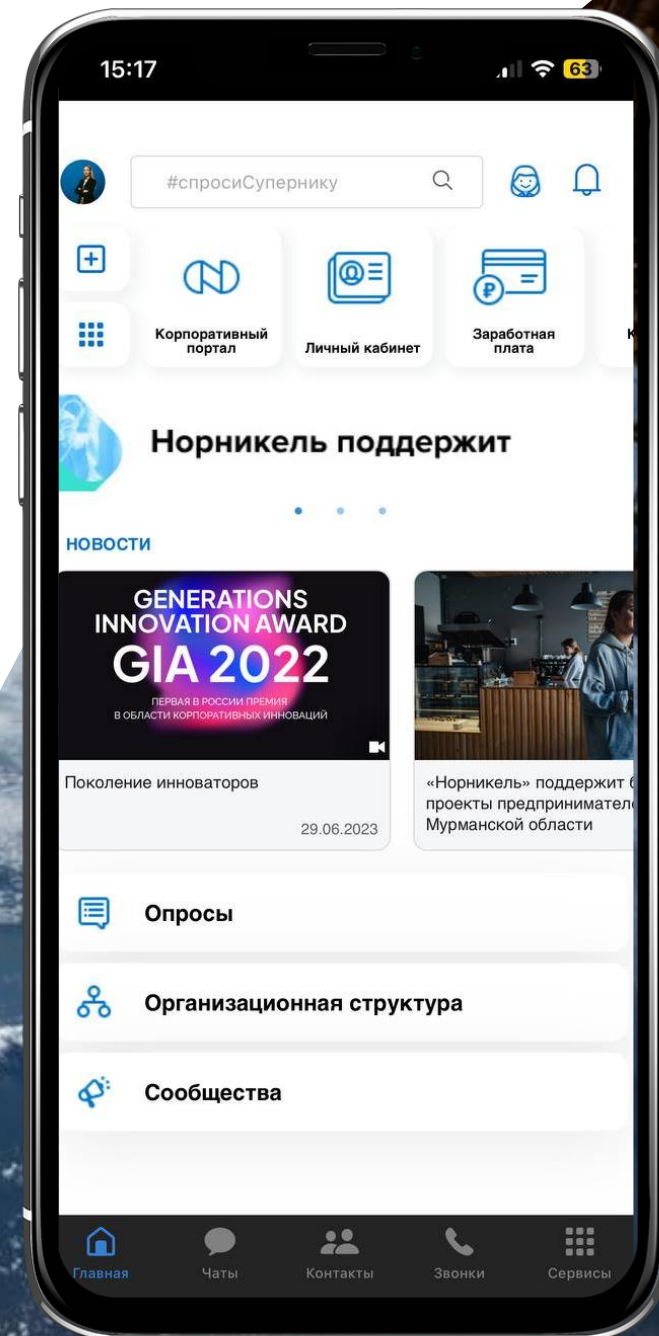 15:17
63
#спросиСупернику
Корпоративный
портал
Личный кабинет
Заработная
плата
Норникель поддержит
НОВОСТИ
GENERATIONS
INNOVATION AWARD
GIA 2022
ПЕРВАЯ В РОССИИ ПРЕМИЯ
В ОБЛАСТИ КОРПОРАТИВНЫХ ИННОВАЦИЙ
Поколение инноваторов
29.06.2023
«Норникель» поддержит
проекты
Мурманской области
Опросы
Организационная структура
Сообщества
Главная
Чаты
Контакты
Звонки
Сервисы